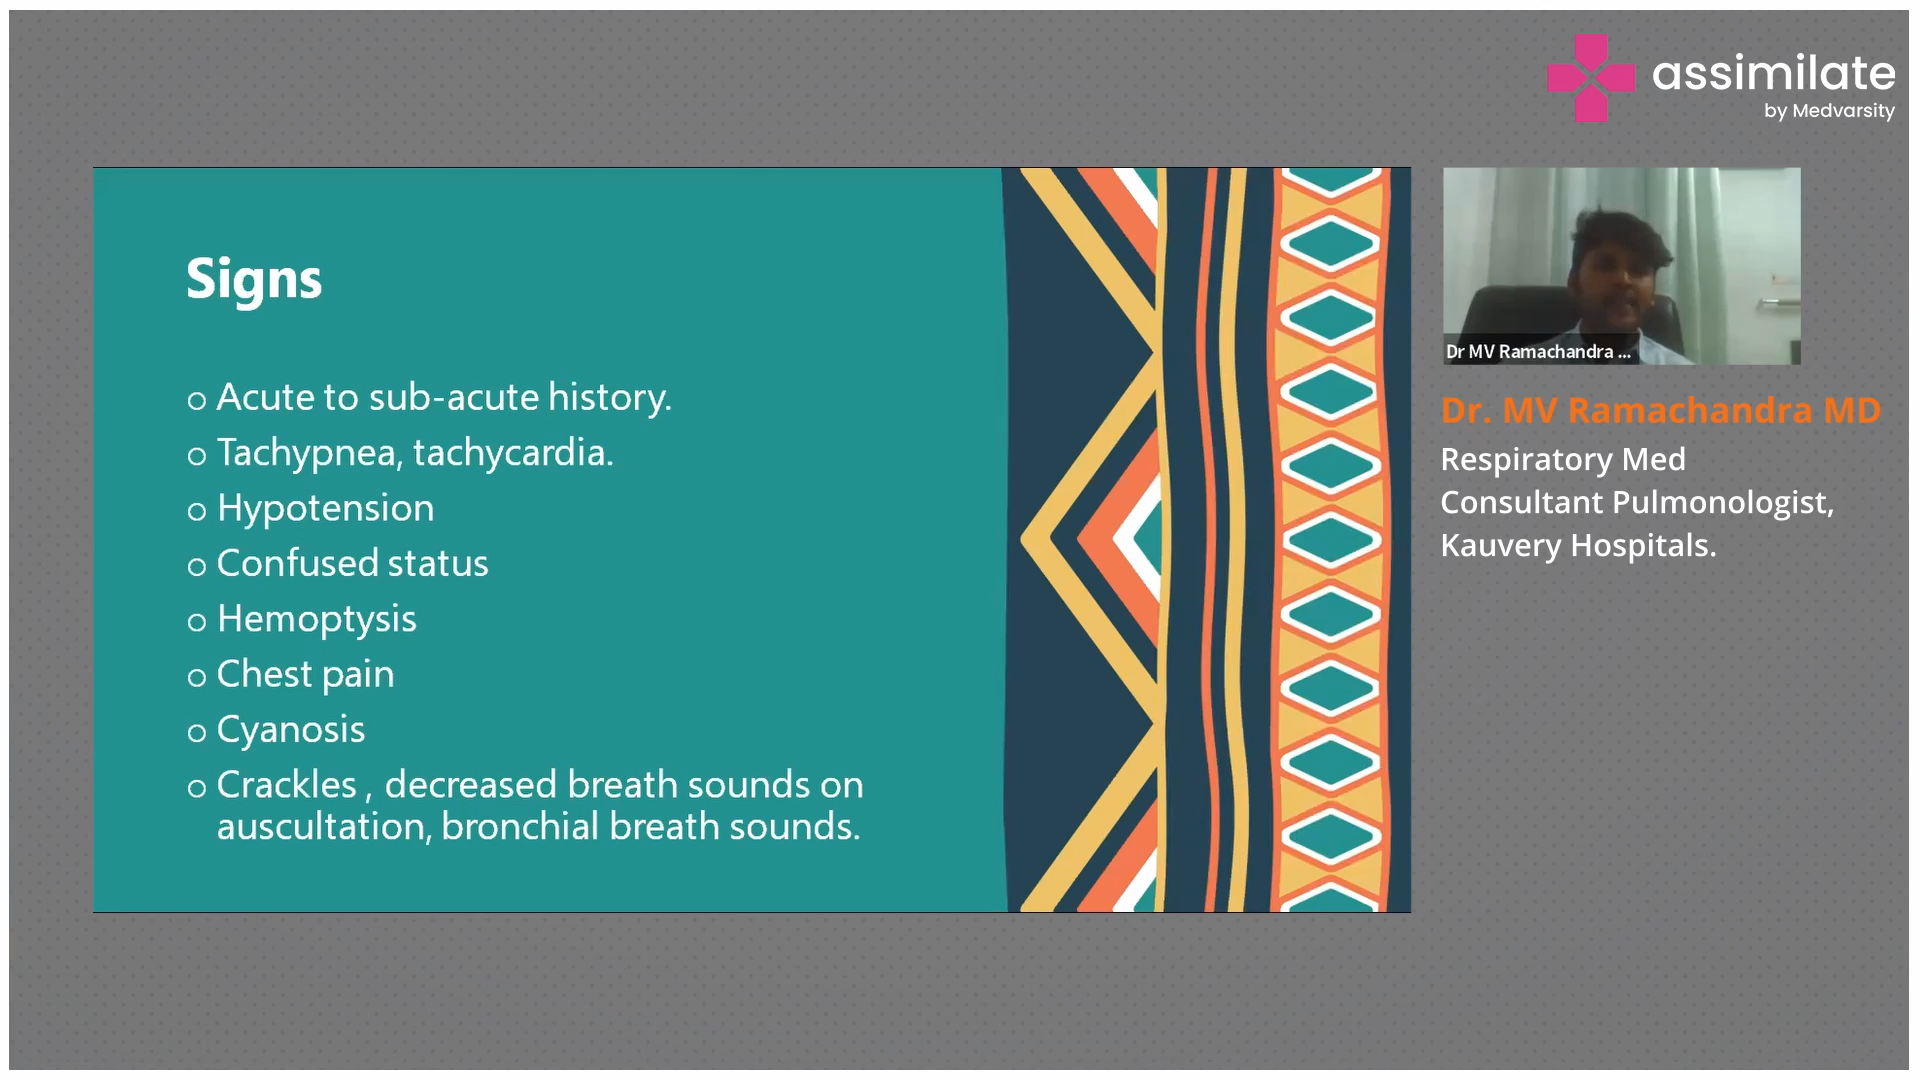 assimilate
by Medvarsity
Signs
Acute to sub-acute history.
Tachypnea, tachycardia.
Hypotension
Confused status
Hemoptysis
Chest pain
Cyanosis
Crackles , decreased breath sounds on
auscultation, bronchial breath sounds.
Dr MV Ramachandra ...
Dr. MV Ramachandra MD
Respiratory Med
Consultant Pulmonologist,
Kauvery Hospitals.